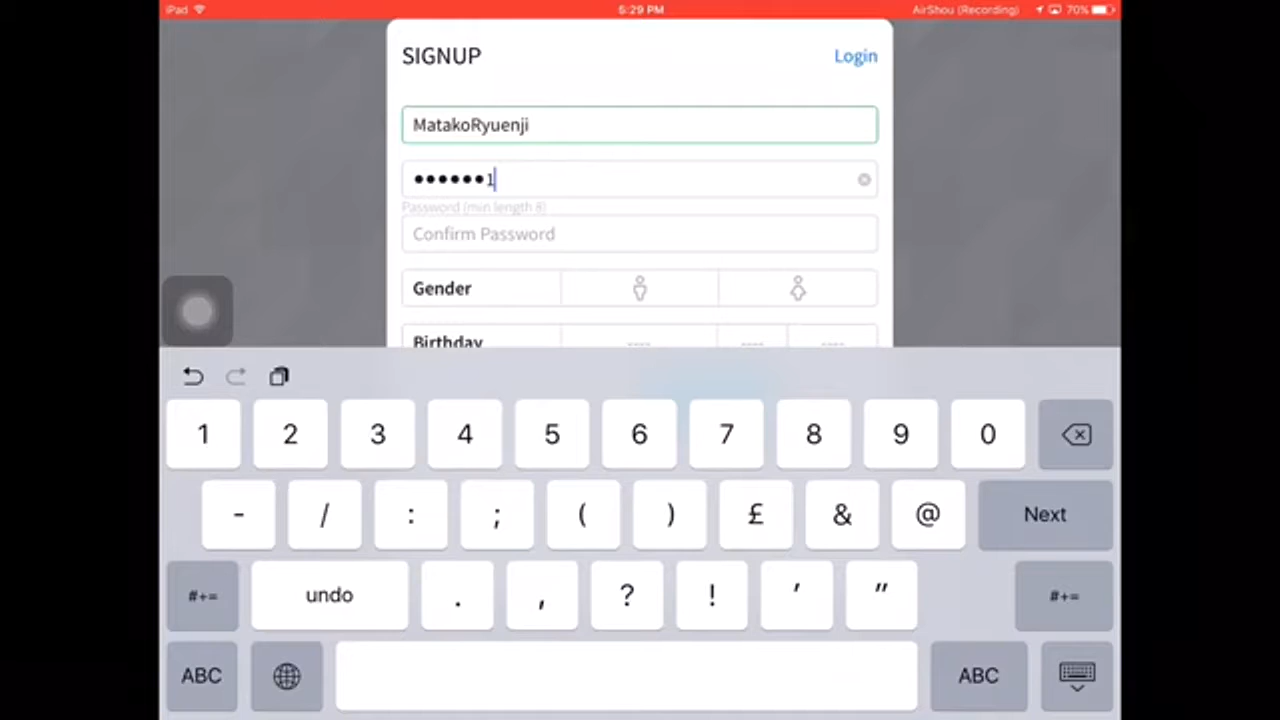 iPad 5:29 PM AirShou (Recording) 70%
SIGNUP Login
MatakoRyuenji
●●●●●●1
Password (min length 8)
Confirm Password
Gender
Birthday ---- ---- ----
1 2 3 4 5 6 7 8 9 0
- / : ; ( ) £ & @ Next
#+= undo . , ? ! ' " #+=
ABC ABC